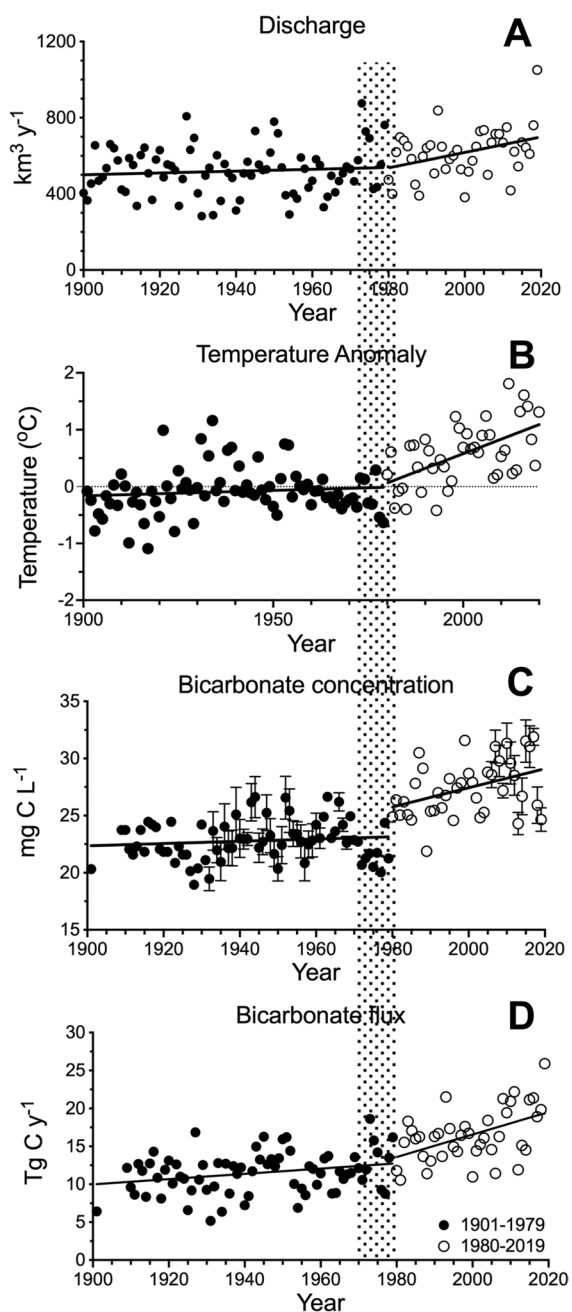 Discharge
A
1200
800
400
0
km³ y⁻¹
1900 1920 1940 1960 1980 2000 2020
Year
Temperature Anomaly
B
2
1
0
-1
-2
Temperature (ºC)
1900 1950 2000
Year
Bicarbonate concentration
C
35
30
25
20
15
mg C L⁻¹
1900 1920 1940 1960 1980 2000 2020
Year
Bicarbonate flux
D
30
25
20
15
10
5
0
Tg C y⁻¹
1901-1979
1980-2019
1900 1920 1940 1960 1980 2000 2020
Year